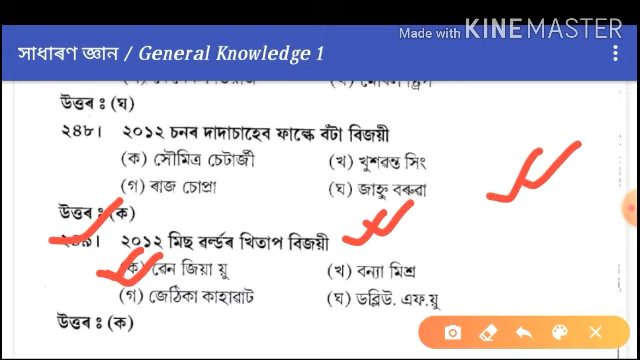 Made with KINEMASTER
সাধাৰণ জ্ঞান / General Knowledge 1
উত্তৰ ঃ (ঘ)
২৪৮। ২০১২ চনৰ দাদাচাহেব ফাল্কে বঁটা বিজয়ী
(ক) সৌমিত্ৰ চেটাৰ্জী (খ) খুশৱন্ত সিং
(গ) ৰাজ চোপ্ৰা (ঘ) জাহ্নু বৰুৱা
উত্তৰ ঃ (ক)
২৪৯। ২০১২ মিছ ৱৰ্ল্ডৰ খিতাপ বিজয়ী
(ক) ৱেন জিয়া য়ু (খ) বন্যা মিশ্ৰ
(গ) জেঠিকা কাহাৱাট (ঘ) ডব্লিউ. এফ. য়ু
উত্তৰ ঃ (ক)